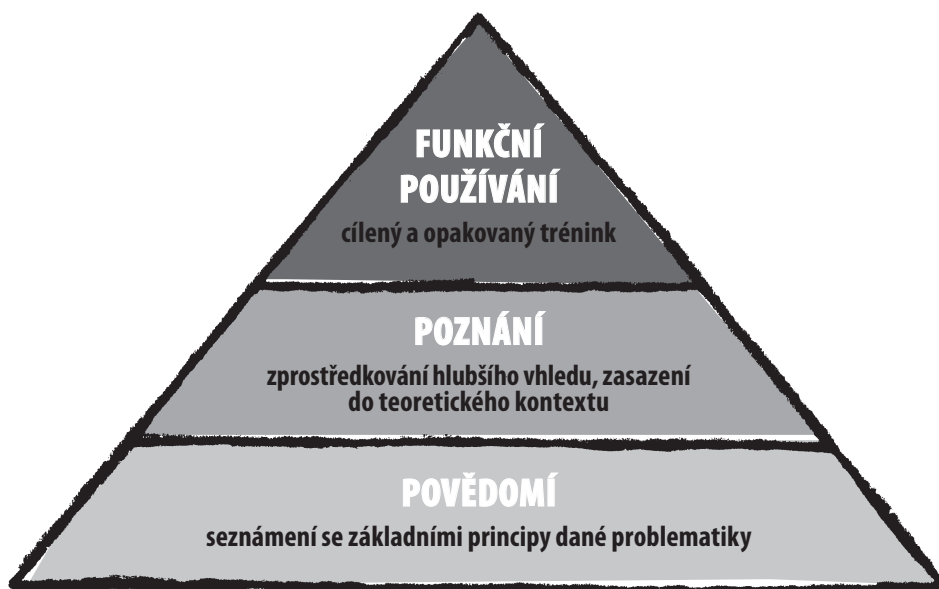 FUNKČNÍ
POUŽÍVÁNÍ
cílený a opakovaný trénink
POZNÁNÍ
zprostředkování hlubšího vhledu, zasazení
do teoretického kontextu
POVĚDOMÍ
seznámení se základními principy dané problematiky